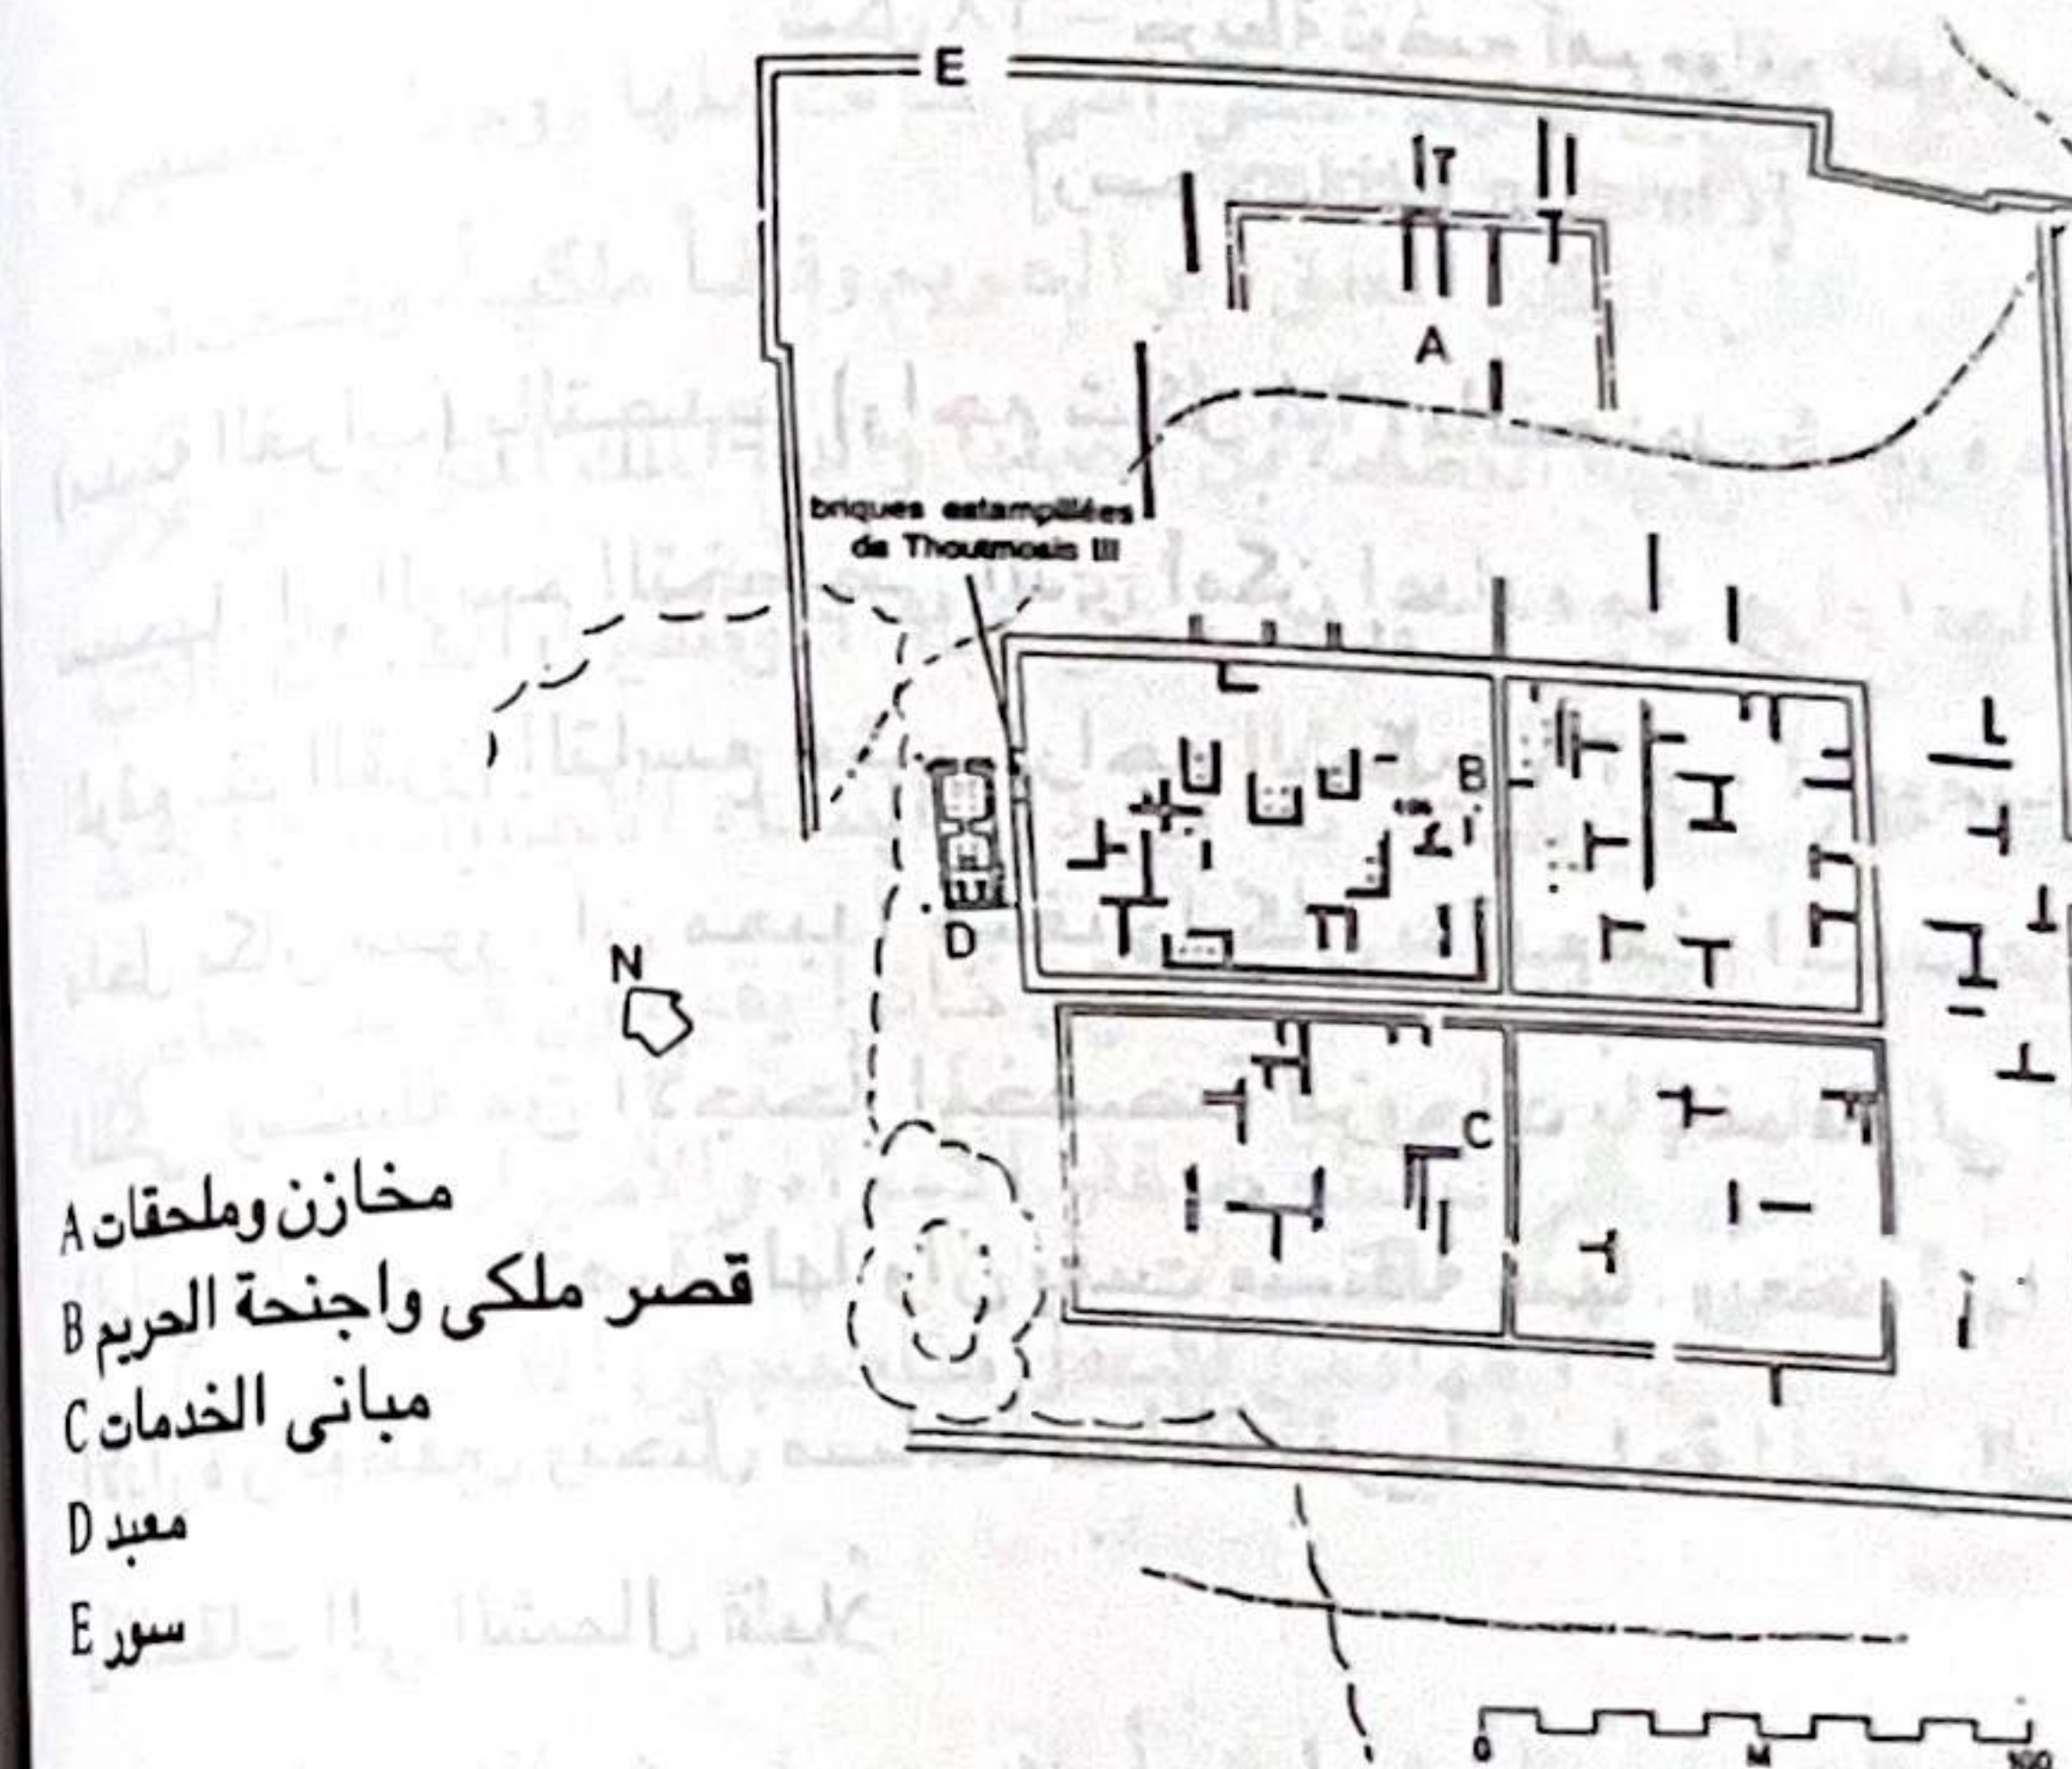 E
A
briques estampillées
de Thoutmosis III
B
D
N
C
A مخازن وملحقات
B قصر ملكى واجنحة الحريم
C مبانى الخدمات
D معبد
E سور
0 M 100